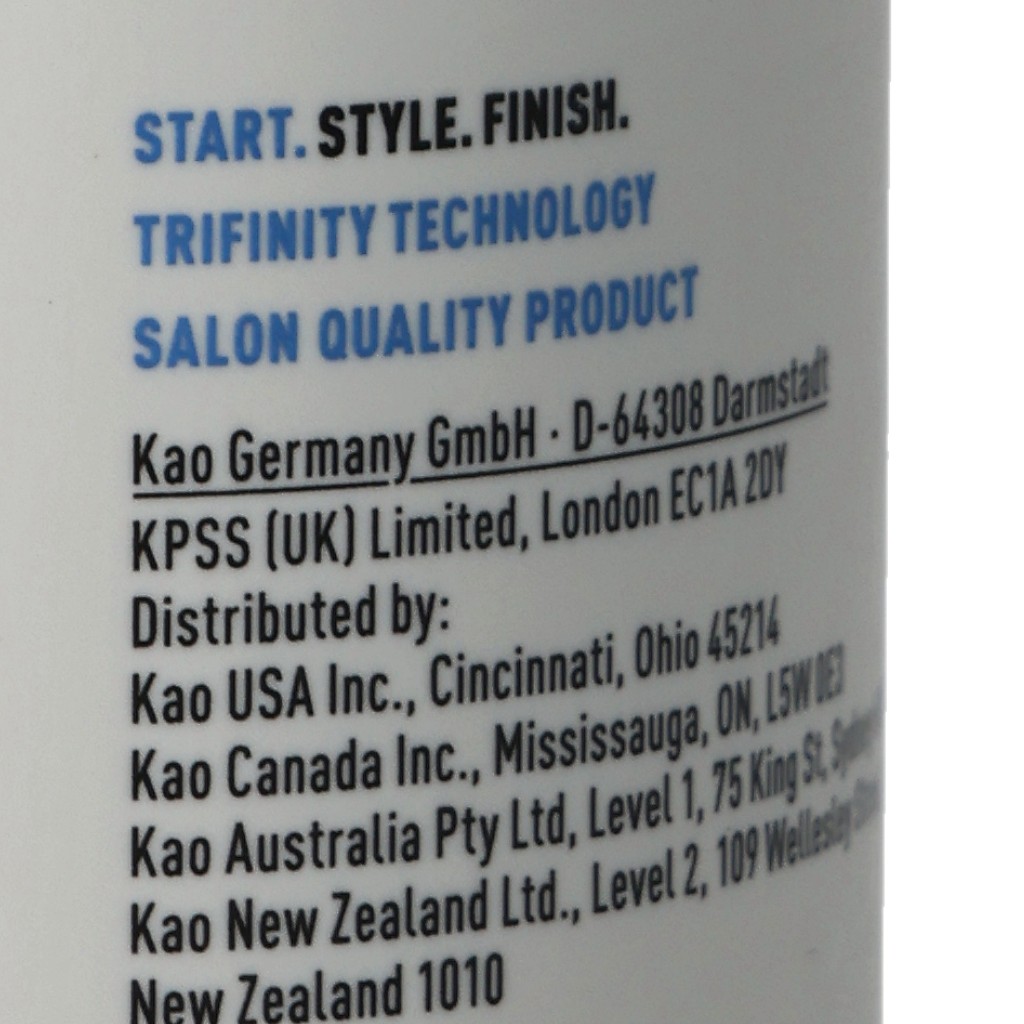 START. STYLE. FINISH.
TRIFINITY TECHNOLOGY
SALON QUALITY PRODUCT
Kao Germany GmbH · D-64308 Darmstadt
KPSS (UK) Limited, London EC1A 2DY
Distributed by:
Kao USA Inc., Cincinnati, Ohio 45214
Kao Canada Inc., Mississauga, ON, L5W 0E3
Kao Australia Pty Ltd, Level 1, 75 King St,
Kao New Zealand Ltd., Level 2, 109 Wellesley
New Zealand 1010